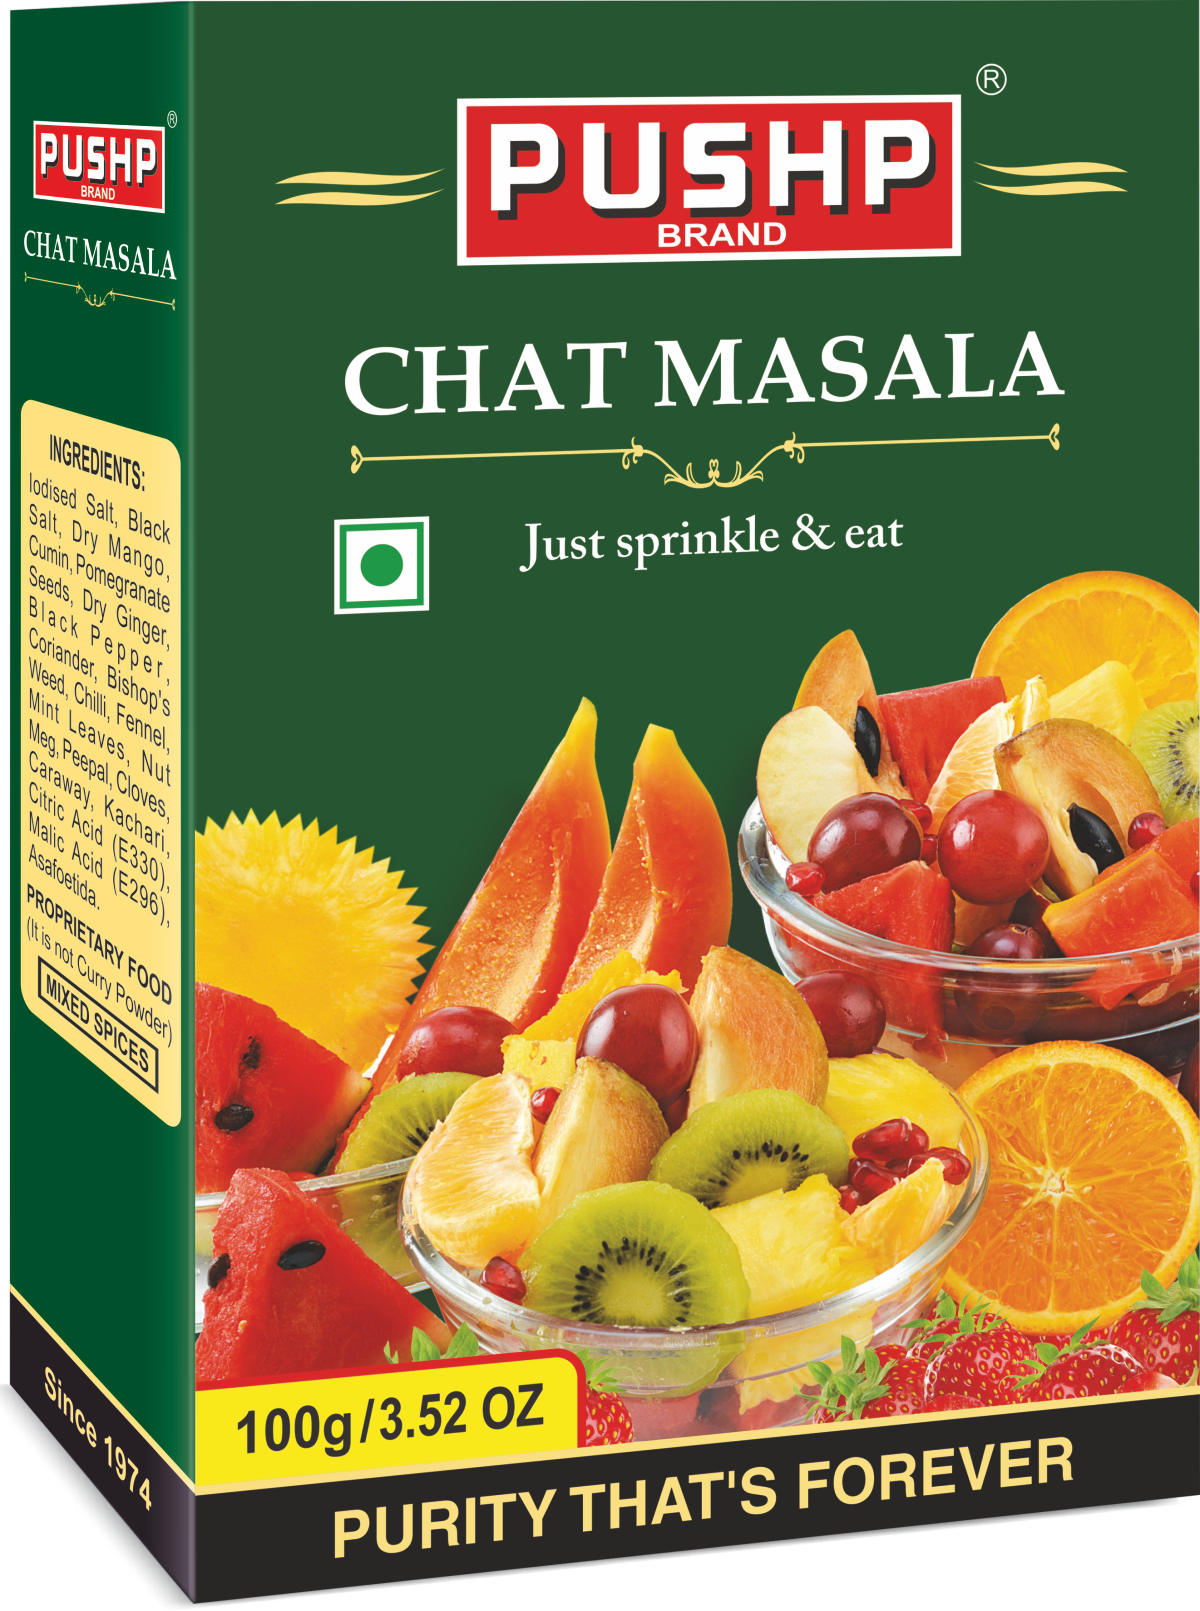 PUSHP
BRAND
®
CHAT MASALA
INGREDIENTS:
Iodised Salt, Black
Salt, Dry Mango,
Cumin, Pomegranate
Seeds, Dry Ginger,
Black Pepper,
Coriander, Bishop's
Weed, Chilli, Fennel,
Mint Leaves, Nut
Meg, Peepal, Cloves,
Caraway, Kachari,
Citric Acid (E330),
Malic Acid (E296),
Asafoetida.
PROPRIETARY FOOD
(It is not Curry Powder)
MIXED SPICES
Since 1974
PUSHP
BRAND
®
CHAT MASALA
Just sprinkle & eat
100g/3.52 OZ
PURITY THAT'S FOREVER